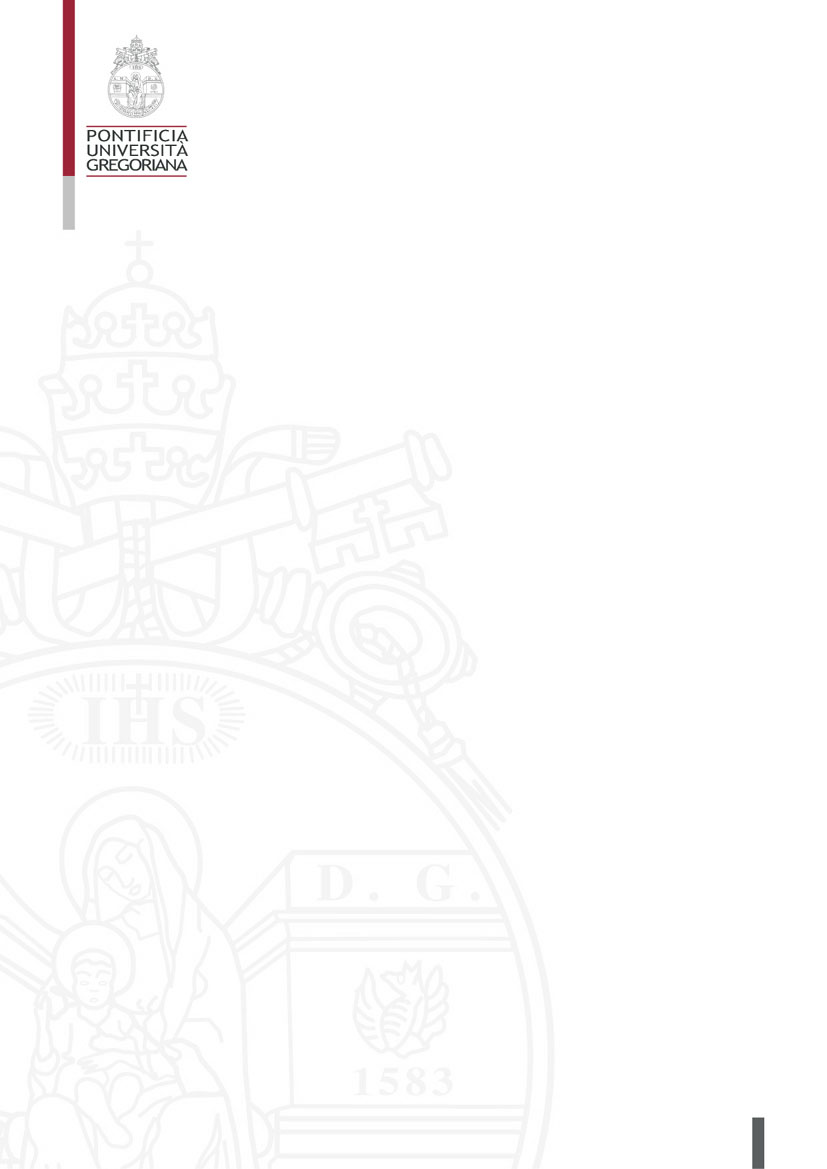 PONTIFICIA
UNIVERSITÀ
GREGORIANA
IHS
D. G.
1583